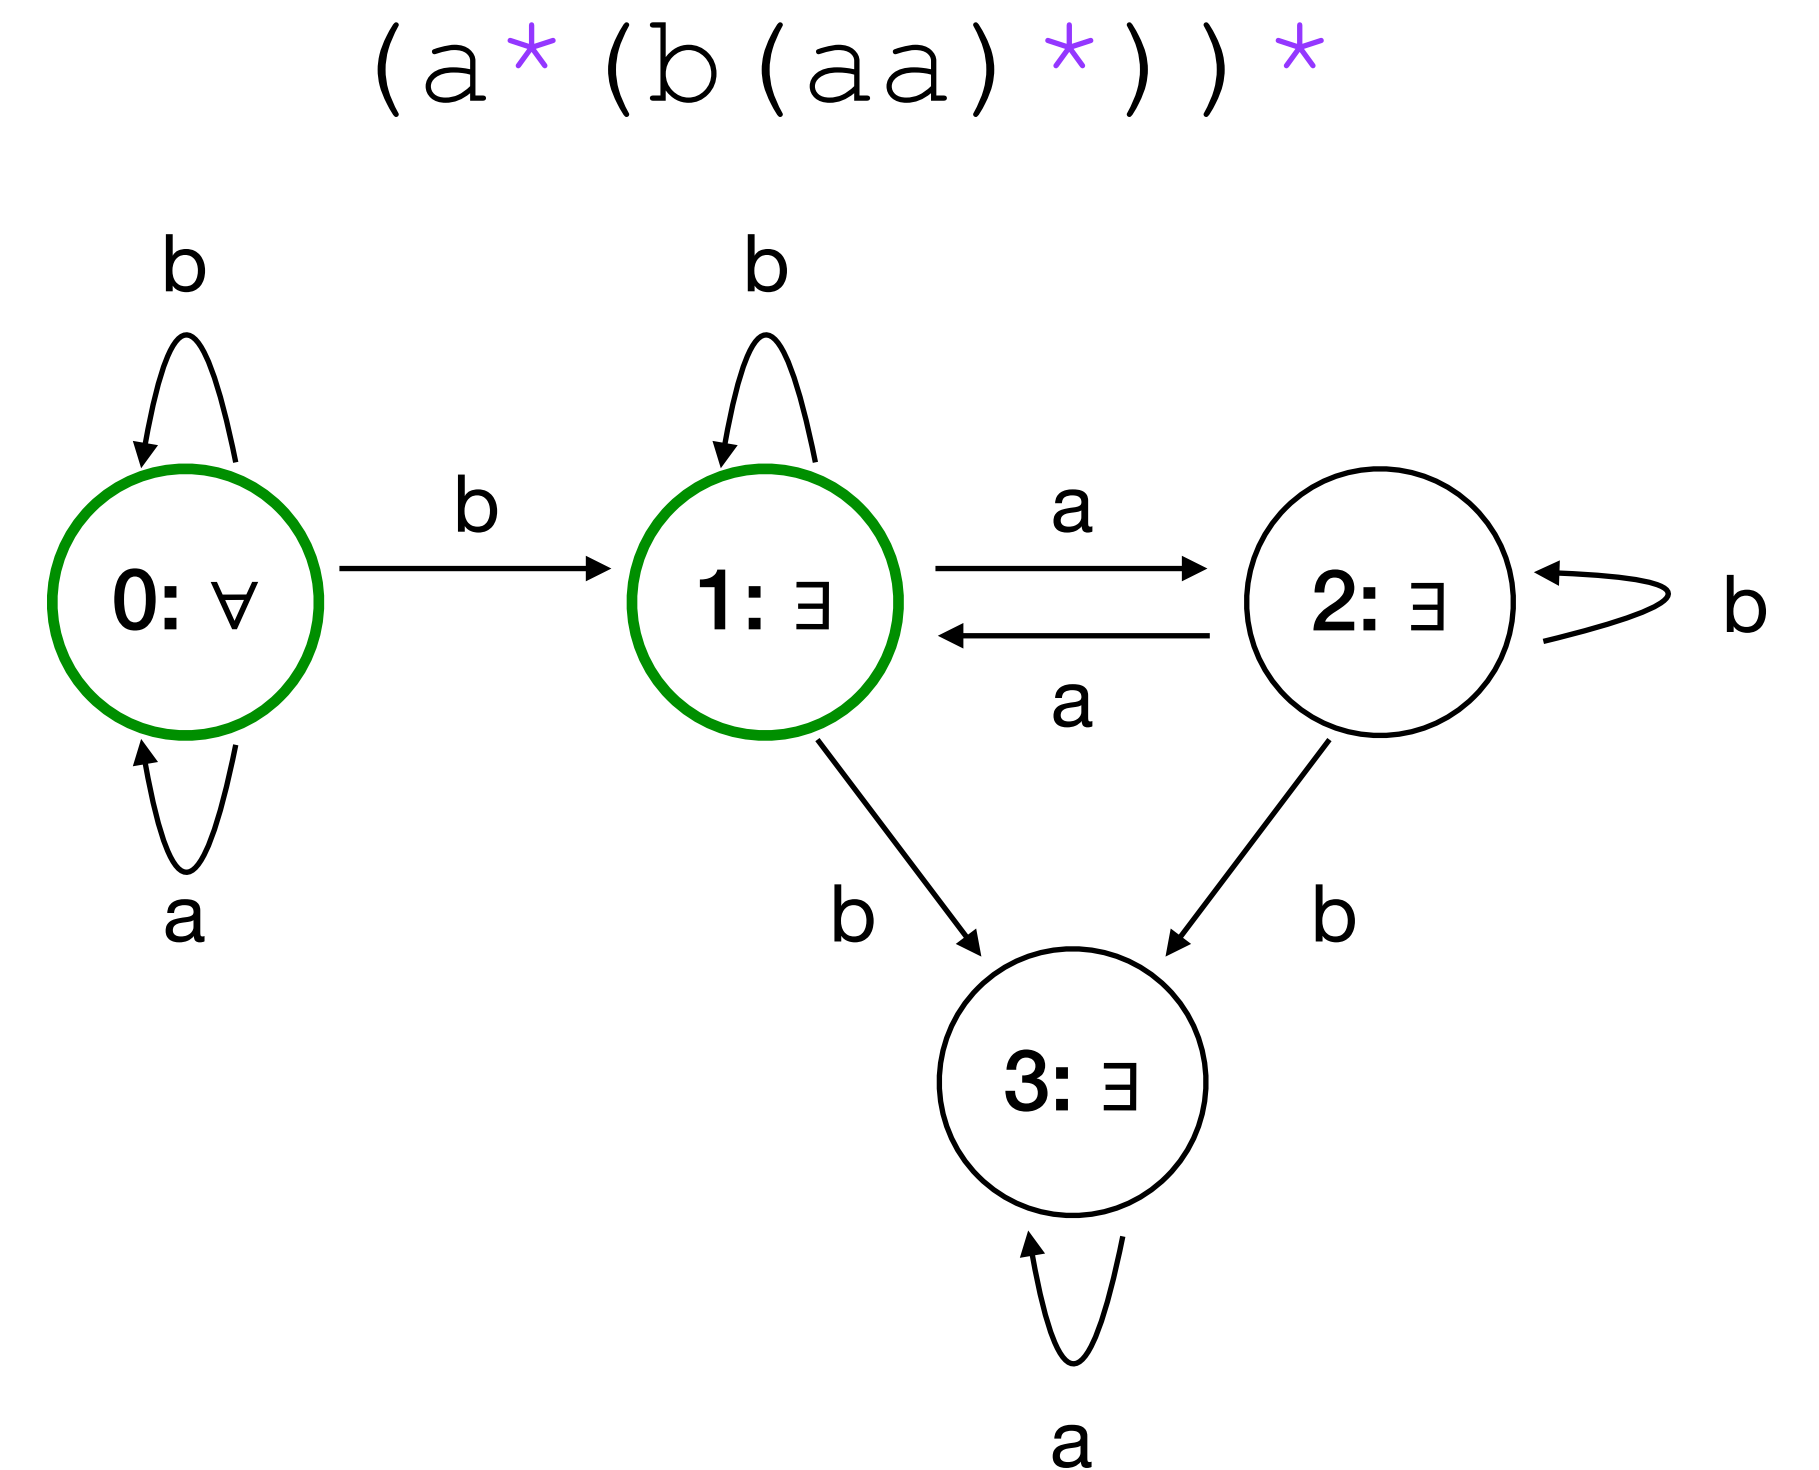 (a*(b(aa)*))*
b b
b a
0: ∀ 1: ∃ 2: ∃ b
a
a b b
3: ∃
a